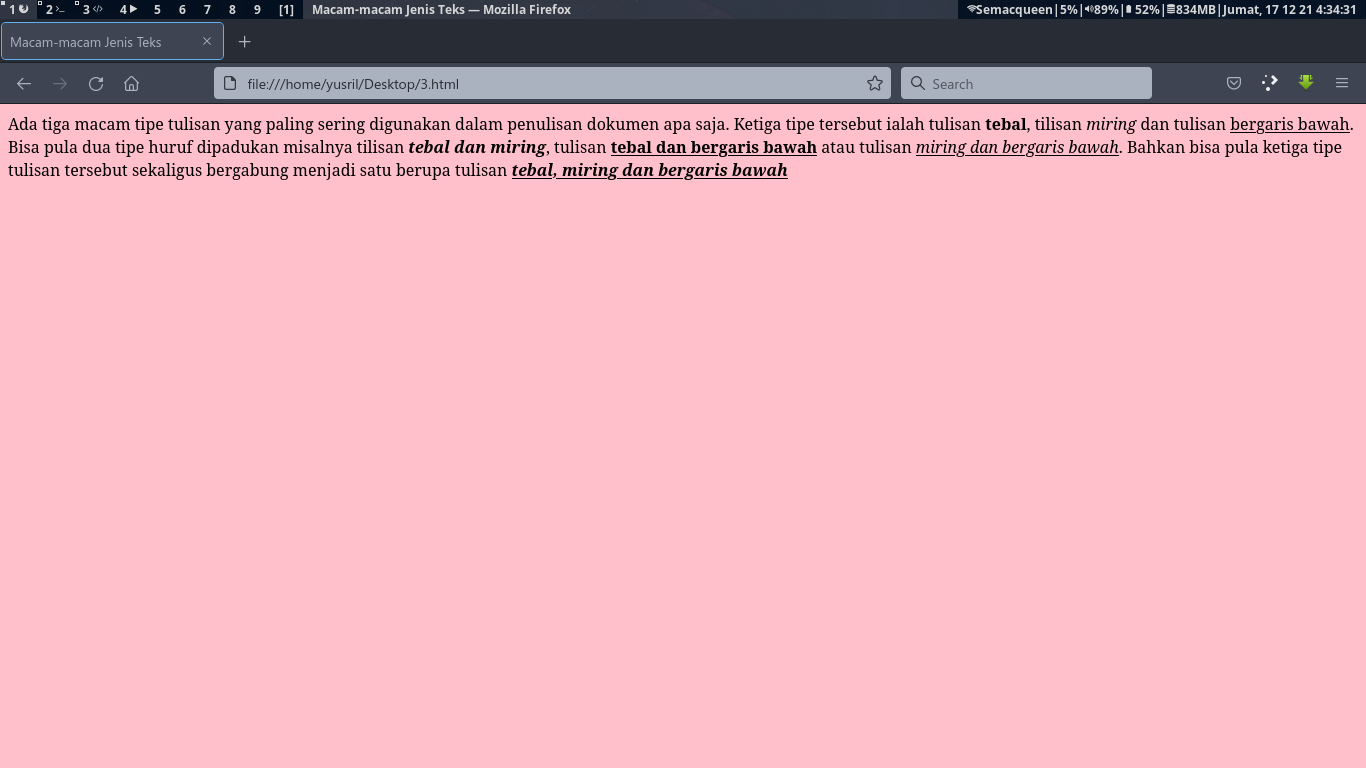 1 2 >_ 3 </> 4 5 6 7 8 9 [1] Macam-macam Jenis Teks — Mozilla Firefox Semacqueen|5%|89%|52%|834MB|Jumat, 17 12 21 4:34:31
Macam-macam Jenis Teks
file:///home/yusril/Desktop/3.html Search
Ada tiga macam tipe tulisan yang paling sering digunakan dalam penulisan dokumen apa saja. Ketiga tipe tersebut ialah tulisan tebal, tilisan miring dan tulisan bergaris bawah.
Bisa pula dua tipe huruf dipadukan misalnya tilisan tebal dan miring, tulisan tebal dan bergaris bawah atau tulisan miring dan bergaris bawah. Bahkan bisa pula ketiga tipe
tulisan tersebut sekaligus bergabung menjadi satu berupa tulisan tebal, miring dan bergaris bawah